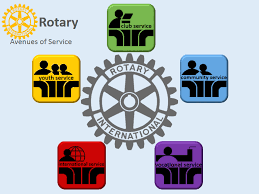 Rotary
Avenues of Service
club service
youth service
community service
ROTARY
INTERNATIONAL
international service
vocational service